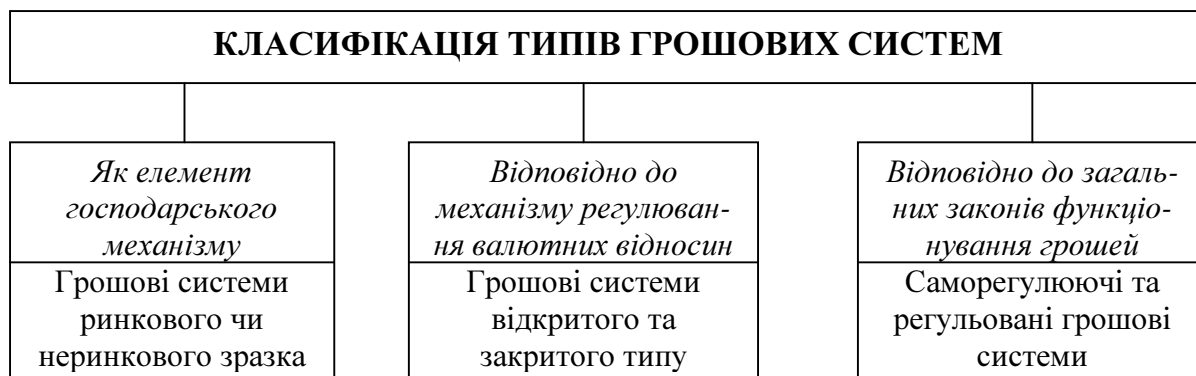 КЛАСИФІКАЦІЯ ТИПІВ ГРОШОВИХ СИСТЕМ
Як елемент
господарського
механізму
Грошові системи
ринкового чи
неринкового зразка
Відповідно до
механізму регулюван-
ня валютних відносин
Грошові системи
відкритого та
закритого типу
Відповідно до загаль-
них законів функціо-
нування грошей
Саморегулюючі та
регульовані грошові
системи